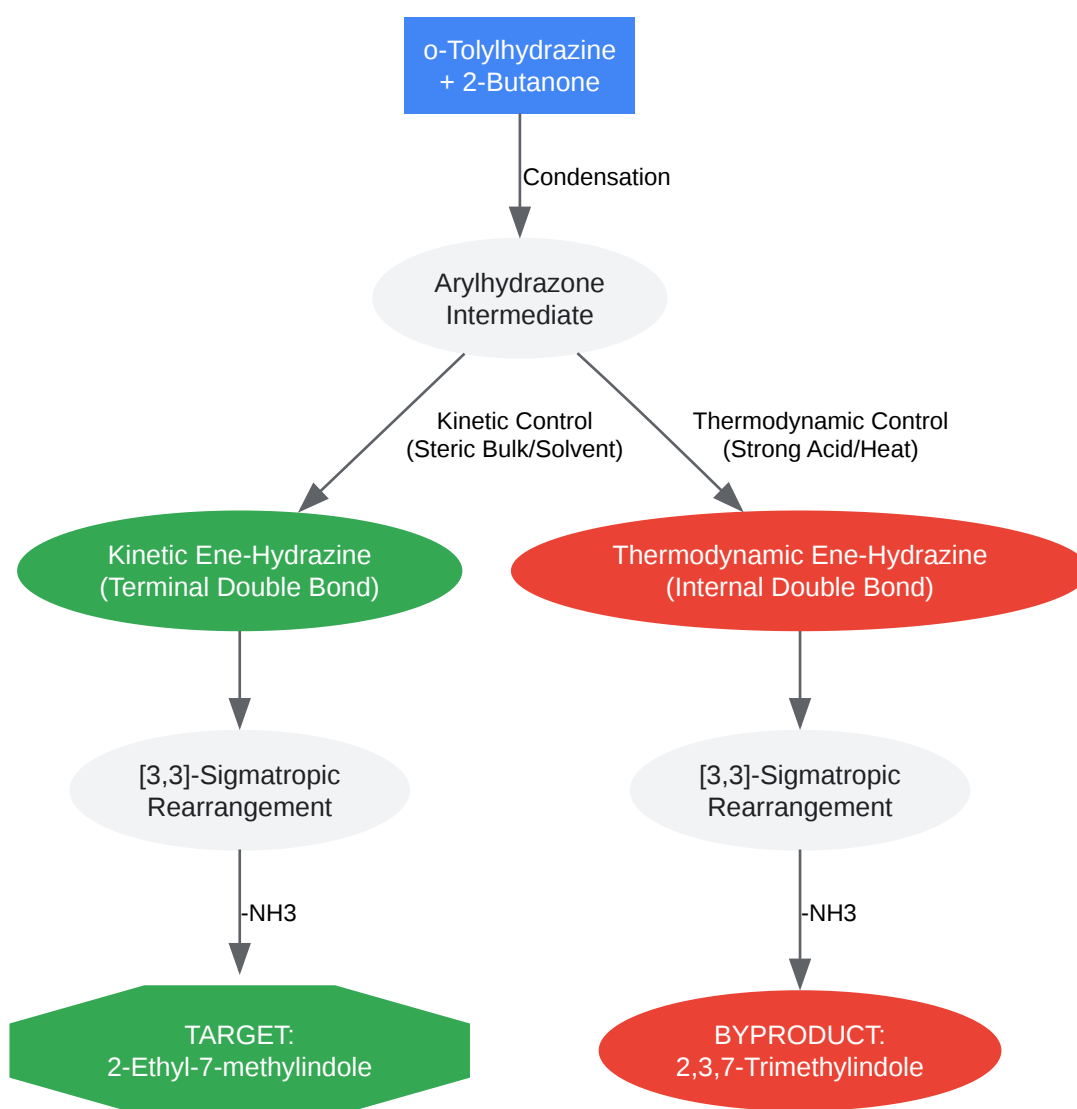 o-Tolylhydrazine
+ 2-Butanone
Condensation
Arylhydrazone
Intermediate
Kinetic Control
(Steric Bulk/Solvent)
Thermodynamic Control
(Strong Acid/Heat)
Kinetic Ene-Hydrazine
(Terminal Double Bond)
Thermodynamic Ene-Hydrazine
(Internal Double Bond)
[3,3]-Sigmatropic
Rearrangement
[3,3]-Sigmatropic
Rearrangement
-NH3
-NH3
TARGET:
2-Ethyl-7-methylindole
BYPRODUCT:
2,3,7-Trimethylindole